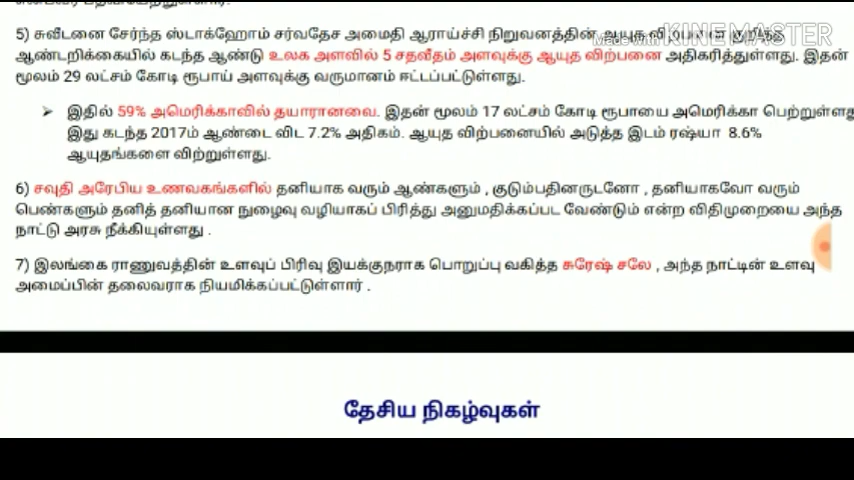 5) சுவீடனை சேர்ந்த ஸ்டாக்ஹோம் சர்வதேச அமைதி ஆராய்ச்சி நிறுவனத்தின் ஆயுத விற்பனை குறித்த
Made with KINEMASTER
ஆண்டறிக்கையில் கடந்த ஆண்டு உலக அளவில் 5 சதவீதம் அளவுக்கு ஆயுத விற்பனை அதிகரித்துள்ளது. இதன்
மூலம் 29 லட்சம் கோடி ரூபாய் அளவுக்கு வருமானம் ஈட்டப்பட்டுள்ளது.
➤ இதில் 59% அமெரிக்காவில் தயாரானவை. இதன் மூலம் 17 லட்சம் கோடி ரூபாயை அமெரிக்கா பெற்றுள்ளது
இது கடந்த 2017ம் ஆண்டை விட 7.2% அதிகம். ஆயுத விற்பனையில் அடுத்த இடம் ரஷ்யா 8.6%
ஆயுதங்களை விற்றுள்ளது.
6) சவுதி அரேபிய உணவகங்களில் தனியாக வரும் ஆண்களும் , குடும்பதினருடனோ , தனியாகவோ வரும்
பெண்களும் தனித் தனியான நுழைவு வழியாகப் பிரித்து அனுமதிக்கப்பட வேண்டும் என்ற விதிமுறையை அந்த
நாட்டு அரசு நீக்கியுள்ளது .
7) இலங்கை ராணுவத்தின் உளவுப் பிரிவு இயக்குநராக பொறுப்பு வகித்த சுரேஷ் சலே , அந்த நாட்டின் உளவு
அமைப்பின் தலைவராக நியமிக்கப்பட்டுள்ளார் .
தேசிய நிகழ்வுகள்